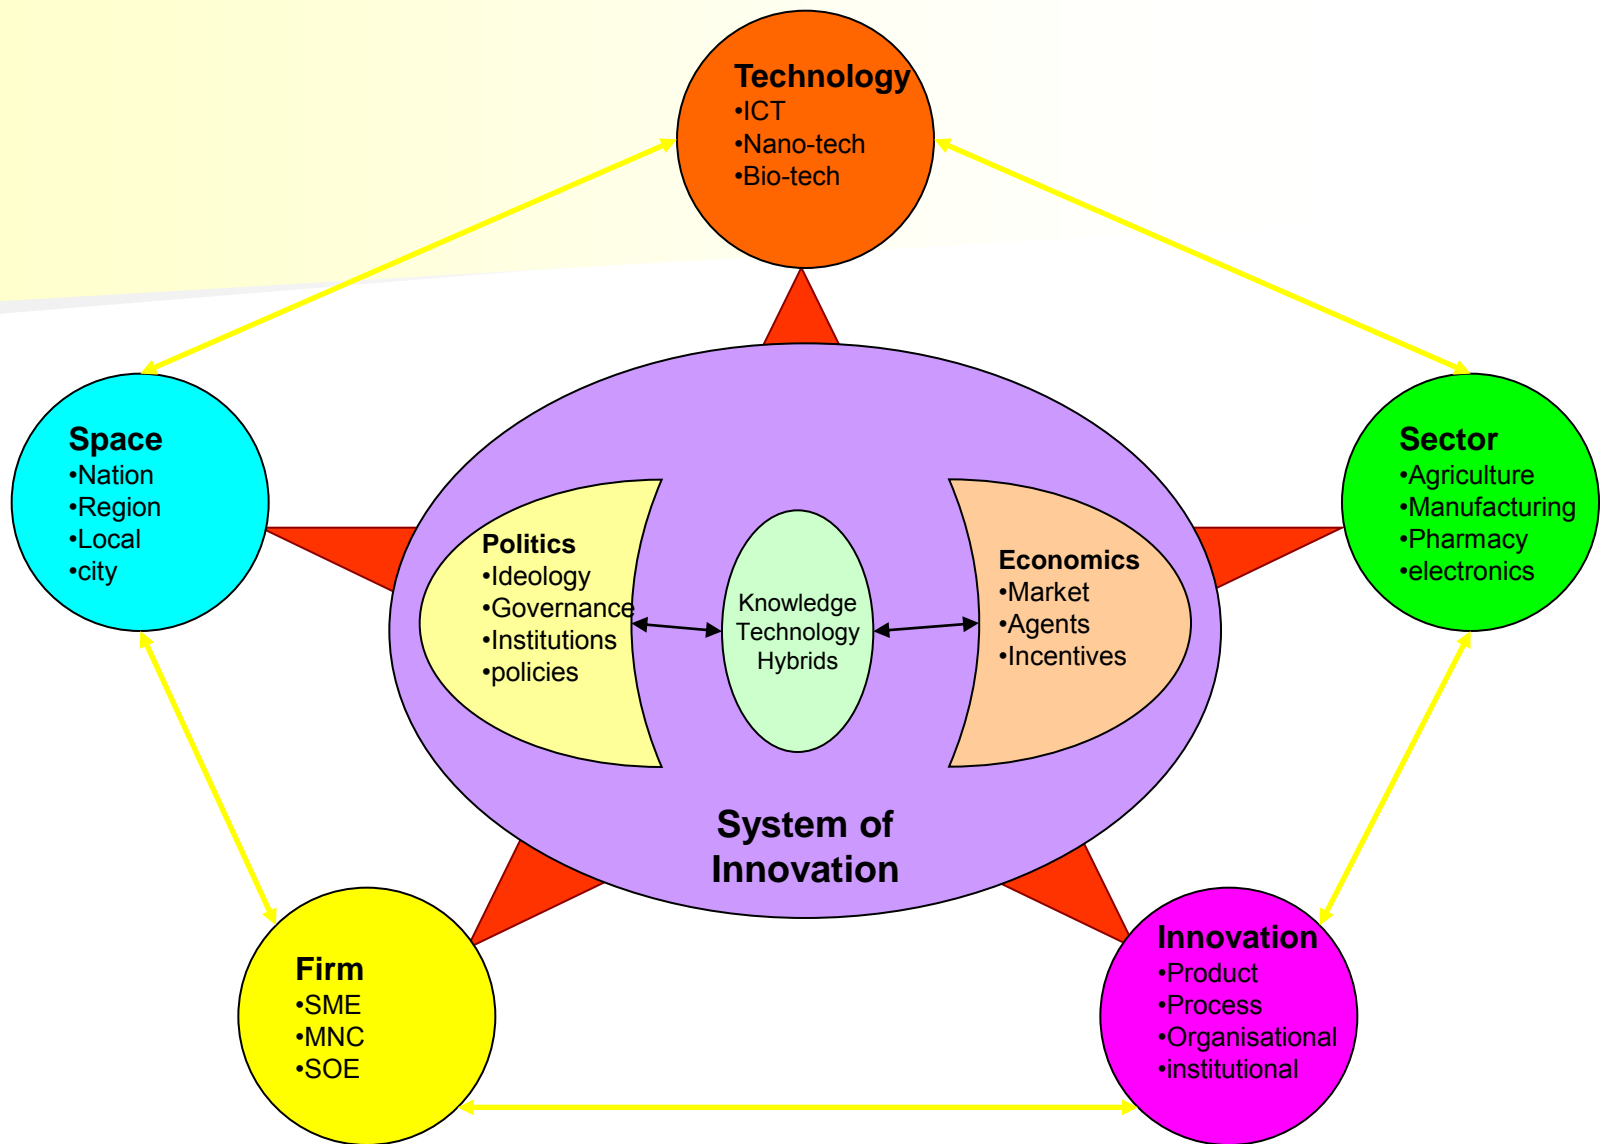 Technology
•ICT
•Nano-tech
•Bio-tech
Space
•Nation
•Region
•Local
•city
Sector
•Agriculture
•Manufacturing
•Pharmacy
•electronics
Politics
•Ideology
•Governance
•Institutions
•policies
Knowledge
Technology
Hybrids
Economics
•Market
•Agents
•Incentives
System of
Innovation
Firm
•SME
•MNC
•SOE
Innovation
•Product
•Process
•Organisational
•institutional